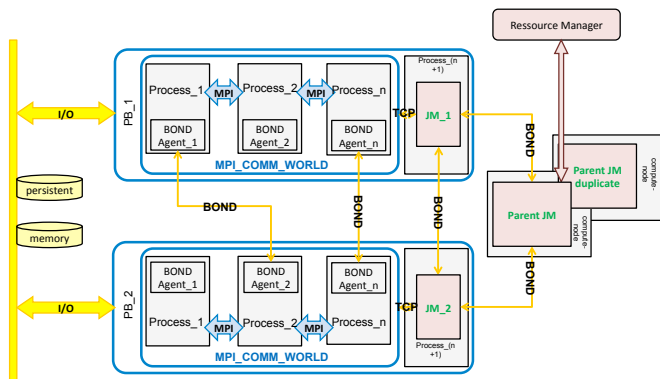 Ressource Manager
PB_1
Process_1
MPI
Process_2
MPI
Process_n
Process_(n
+1)
I/O
BOND
Agent_1
BOND
Agent_2
BOND
Agent_n
TCP
JM_1
MPI_COMM_WORLD
BOND
Parent JM
duplicate
compute-
node
persistent
BOND
BOND
BOND
Parent JM
compute-
node
memory
PB_2
BOND
Agent_1
BOND
Agent_2
BOND
Agent_n
BOND
I/O
TCP
JM_2
Process_1
MPI
Process_2
MPI
Process_n
Process_(n
+1)
MPI_COMM_WORLD